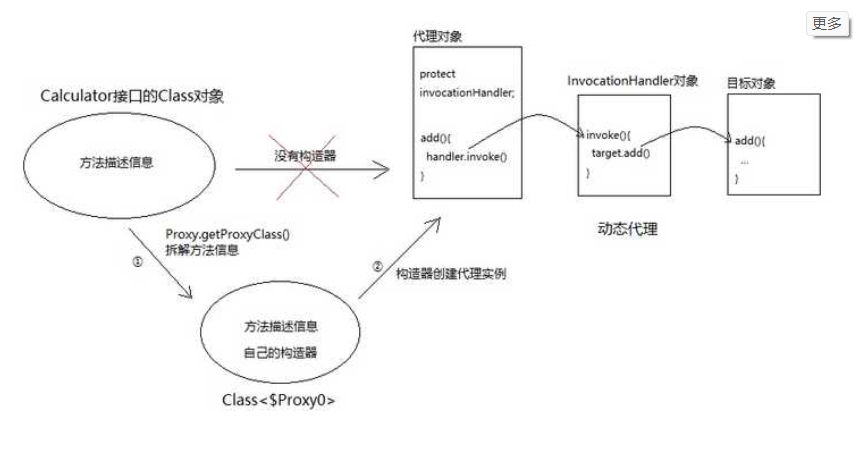 更多
代理对象
protect
invocationHandler;
add(){
handler.invoke()
}
InvocationHandler对象
invoke(){
target.add()
}
目标对象
add(){
...
}
动态代理
Calculator接口的Class对象
方法描述信息
没有构造器
Proxy.getProxyClass()
拆解方法信息
①
②
构造器创建代理实例
方法描述信息
自己的构造器
Class<$Proxy0>